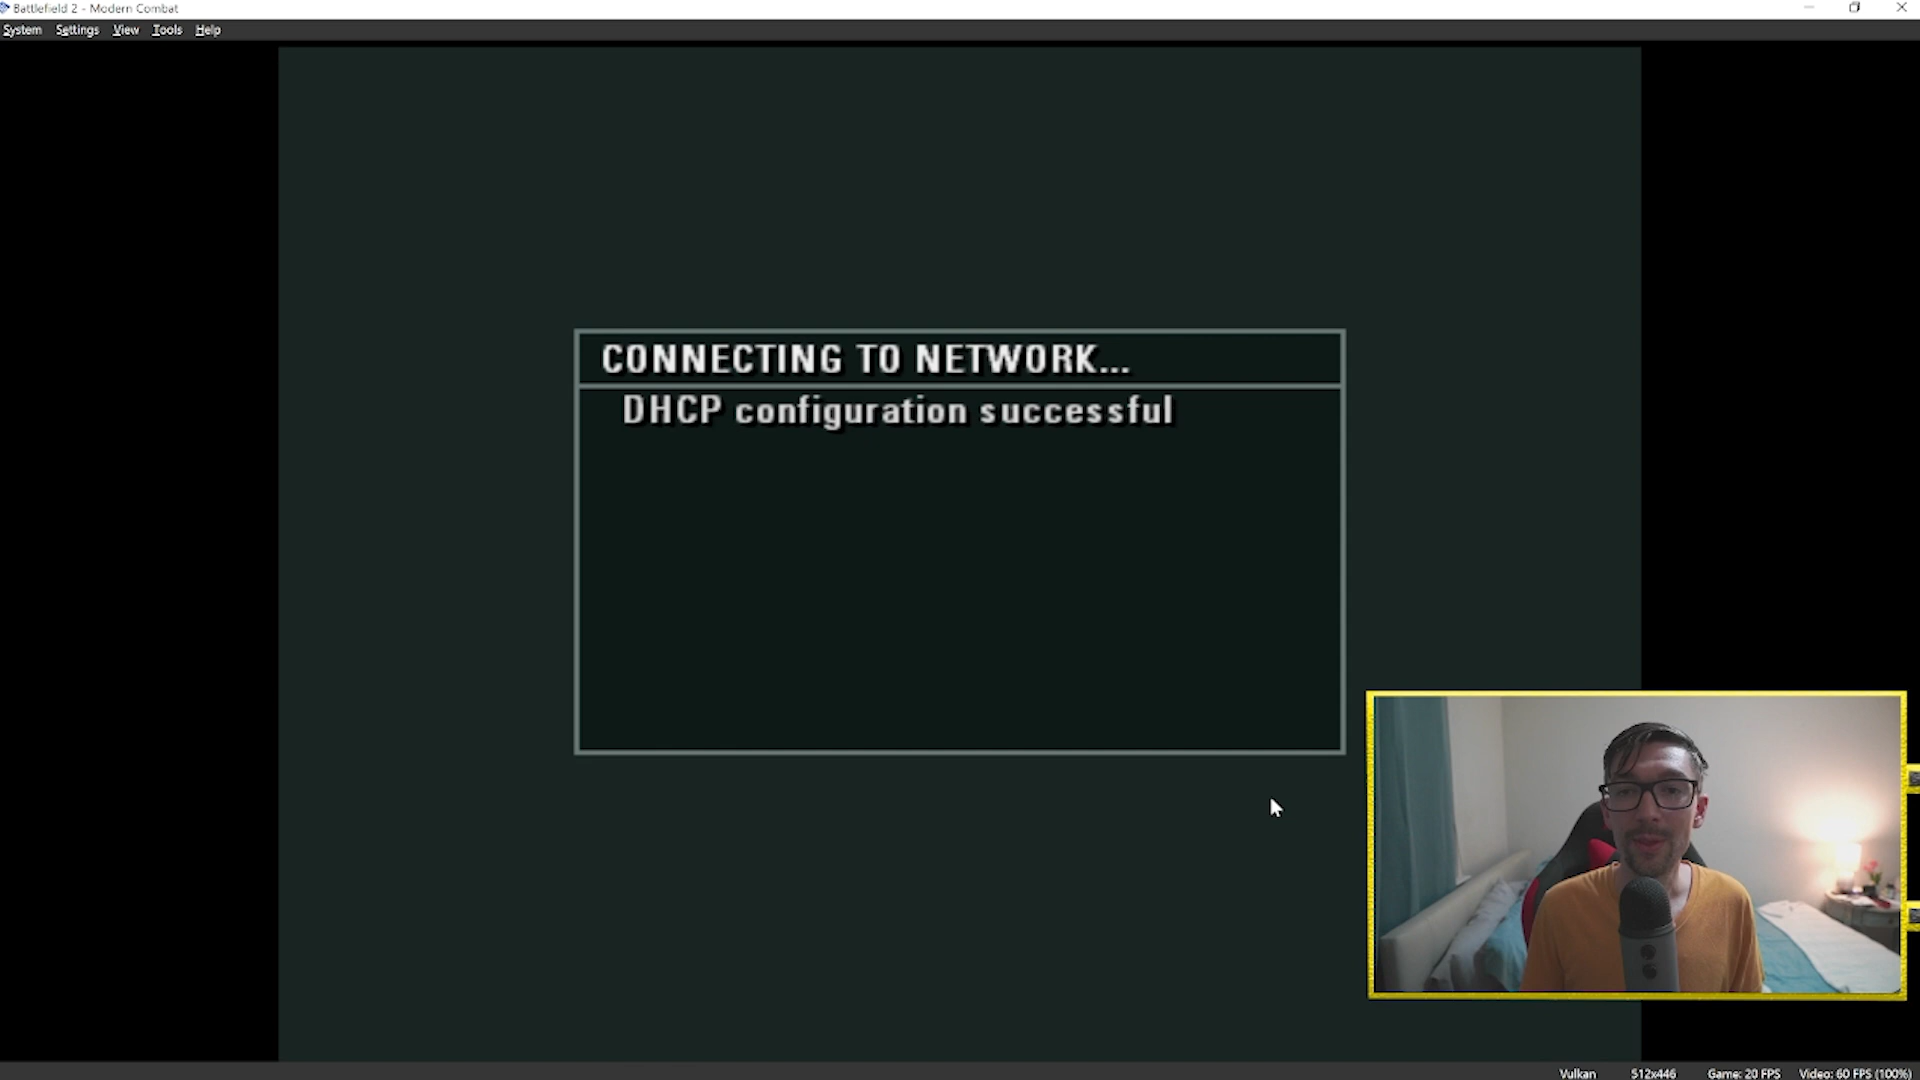 Battlefield 2 - Modern Combat
System Settings View Tools Help
CONNECTING TO NETWORK...
DHCP configuration successful
Vulkan 512x446 Game: 20 FPS Video: 60 FPS (100%)